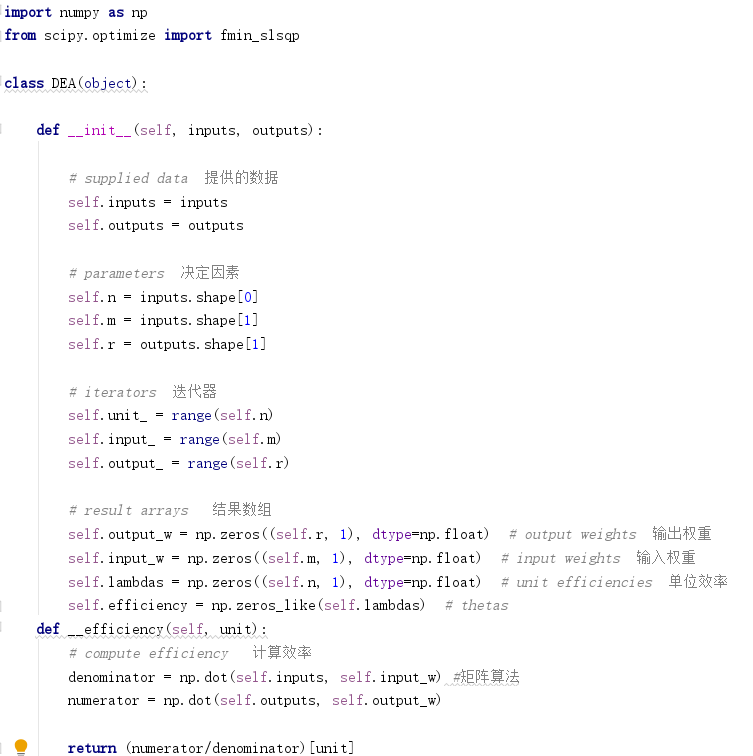 import numpy as np
from scipy.optimize import fmin_slsqp
class DEA(object):
def __init__(self, inputs, outputs):
# supplied data  提供的数据
self.inputs = inputs
self.outputs = outputs
# parameters  决定因素
self.n = inputs.shape[0]
self.m = inputs.shape[1]
self.r = outputs.shape[1]
# iterators  迭代器
self.unit_ = range(self.n)
self.input_ = range(self.m)
self.output_ = range(self.r)
# result arrays   结果数组
self.output_w = np.zeros((self.r, 1), dtype=np.float)  # output weights  输出权重
self.input_w = np.zeros((self.m, 1), dtype=np.float)  # input weights  输入权重
self.lambdas = np.zeros((self.n, 1), dtype=np.float)  # unit efficiencies  单位效率
self.efficiency = np.zeros_like(self.lambdas)  # thetas
def __efficiency(self, unit):
# compute efficiency   计算效率
denominator = np.dot(self.inputs, self.input_w) #矩阵算法
numerator = np.dot(self.outputs, self.output_w)
return (numerator/denominator)[unit]